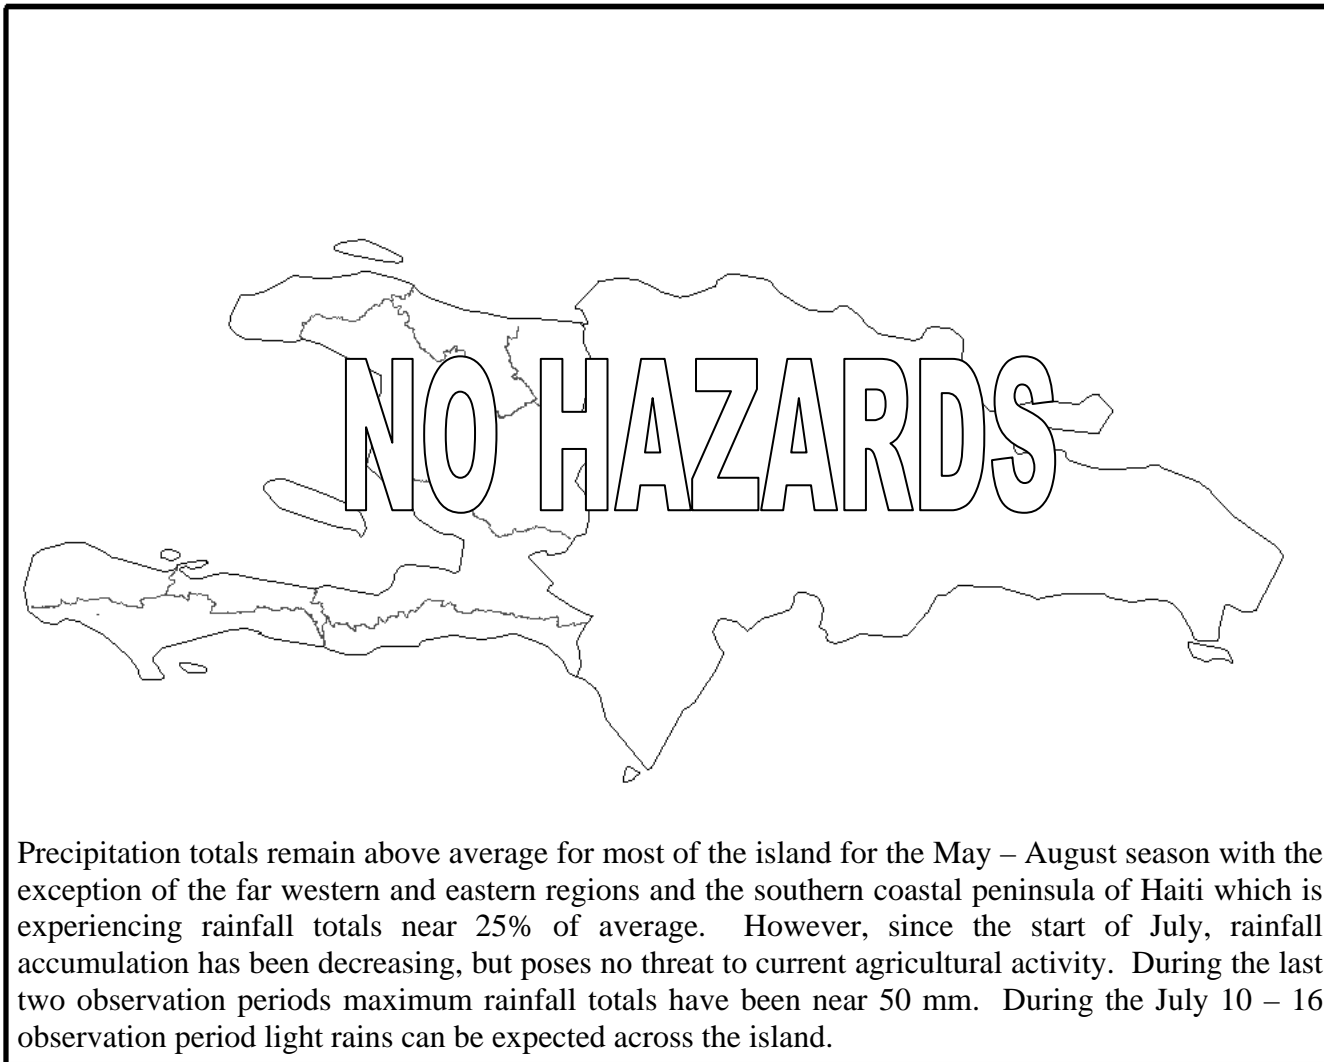 NO HAZARDS
Precipitation totals remain above average for most of the island for the May – August season with the
exception of the far western and eastern regions and the southern coastal peninsula of Haiti which is
experiencing rainfall totals near 25% of average. However, since the start of July, rainfall
accumulation has been decreasing, but poses no threat to current agricultural activity. During the last
two observation periods maximum rainfall totals have been near 50 mm. During the July 10 – 16
observation period light rains can be expected across the island.